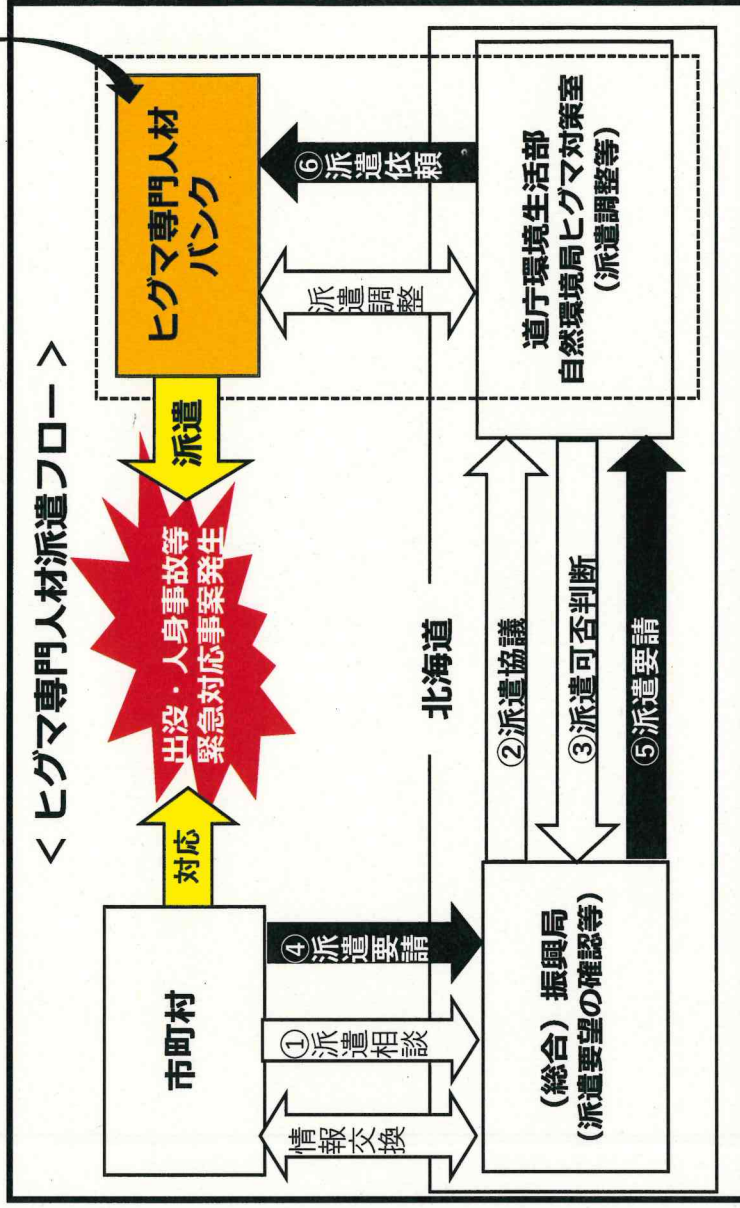 ＜ヒグマ専門人材派遣フロー＞
市町村
対応
出没・人身事故等
緊急対応事案発生
派遣
ヒグマ専門人材
バンク
情報交換
①派遣相談
④派遣要請
派遣調整
⑥派遣依頼
北海道
（総合）振興局
（派遣要望の確認等）
②派遣協議
③派遣可否判断
⑤派遣要請
道庁環境生活部
自然環境局ヒグマ対策室
（派遣調整等）